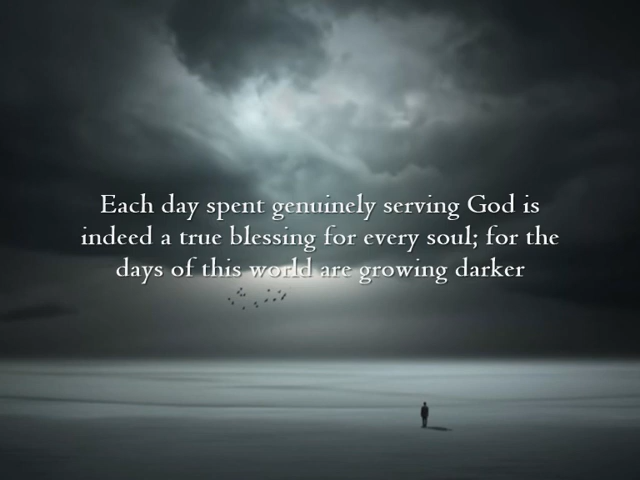 Each day spent genuinely serving God is
indeed a true blessing for every soul; for the
days of this world are growing darker